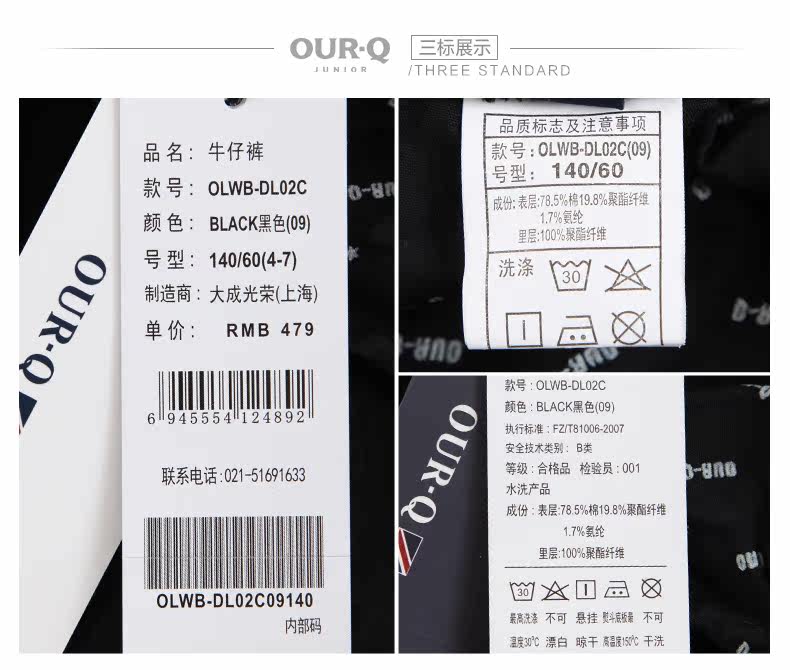 OUR·Q
JUNIOR
三标展示
/THREE STANDARD
OUR·Q
品名：牛仔裤
款号：OLWB-DL02C
颜色：BLACK黑色(09)
号型：140/60(4-7)
制造商：大成光荣(上海)
单价：RMB 479
6 945554 124892
联系电话:021-51691633
OLWB-DL02C09140
内部码
品质标志及注意事项
款号:OLWB-DL02C(09)
号型：140/60
成份:表层:78.5%棉19.8%聚酯纤维
1.7%氨纶
里层:100%聚酯纤维
洗涤
30
OUR·Q
款号：OLWB-DL02C
颜色：BLACK黑色(09)
执行标准：FZ/T81006-2007
安全技术类别：B类
等级：合格品 检验员:001
水洗产品
成份：表层:78.5%棉19.8%聚酯纤维
1.7%氨纶
里层:100%聚酯纤维
30
最高洗涤 不可 悬挂 熨斗底板最 不可
温度30℃ 漂白 晾干 高温度150℃ 干洗